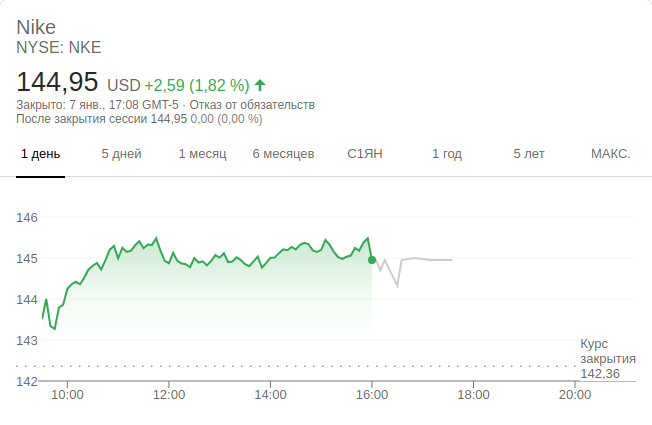 Nike
NYSE: NKE
144,95 USD +2,59 (1,82 %)
Закрыто: 7 янв., 17:08 GMT-5 · Отказ от обязательств
После закрытия сессии 144,95 0,00 (0,00 %)
1 день 5 дней 1 месяц 6 месяцев С1ЯН 1 год 5 лет МАКС.
146
145
144
143
Курс
закрытия
142,36
142
10:00 12:00 14:00 16:00 18:00 20:00